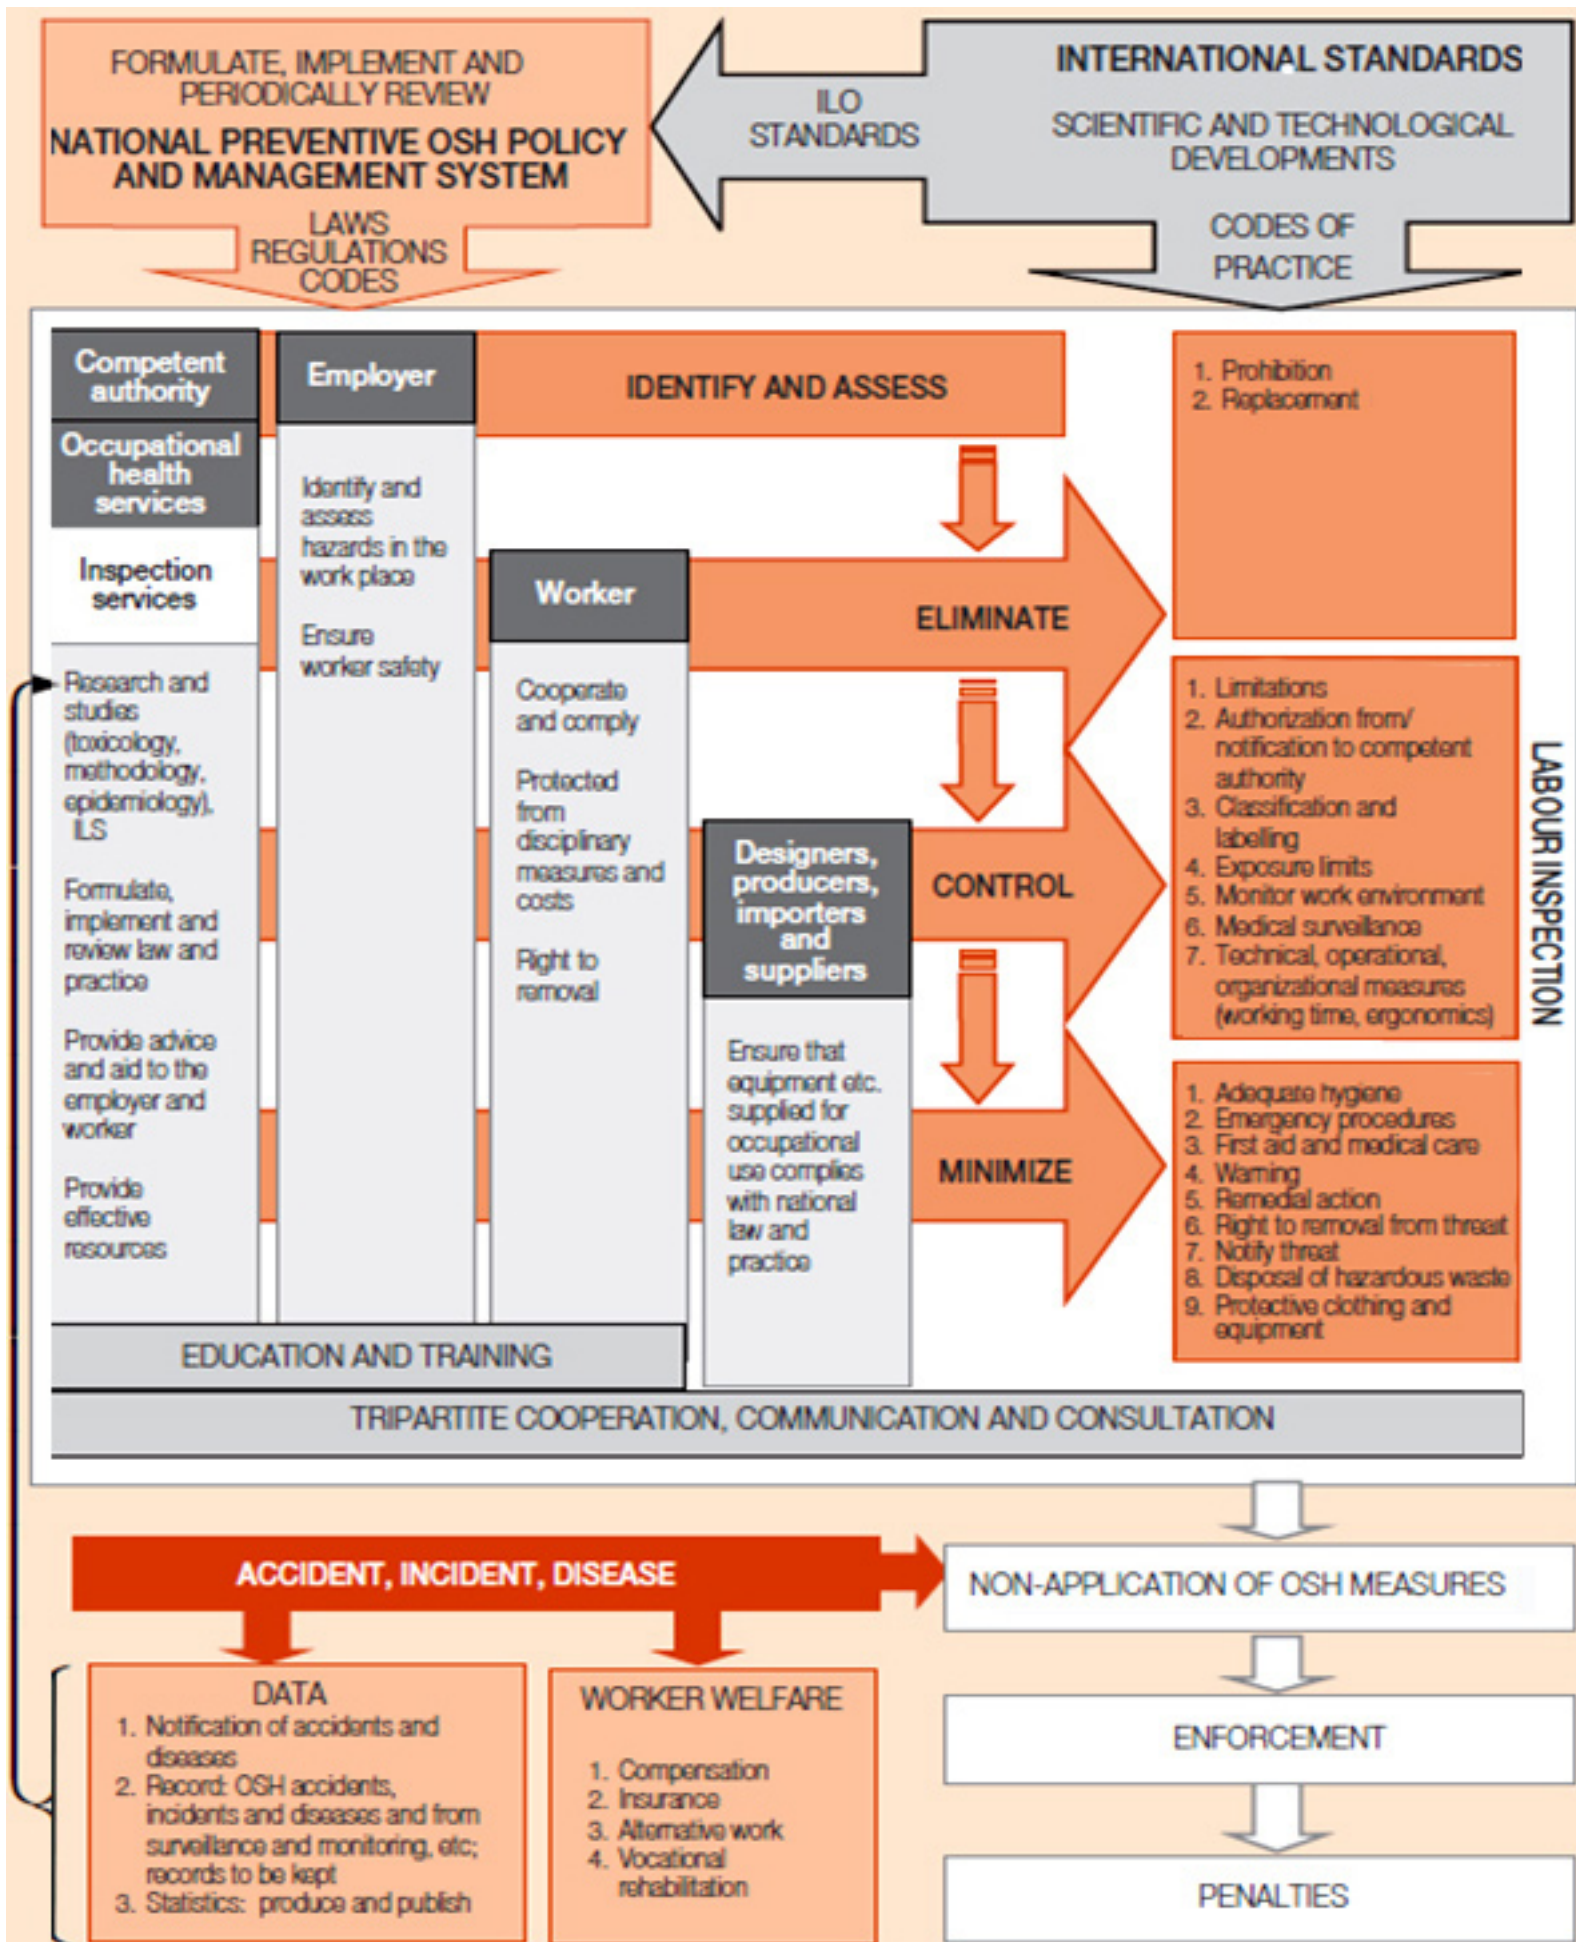 FORMULATE, IMPLEMENT AND
PERIODICALLY REVIEW
NATIONAL PREVENTIVE OSH POLICY
AND MANAGEMENT SYSTEM
LAWS
REGULATIONS
CODES
ILO
STANDARDS
INTERNATIONAL STANDARDS
SCIENTIFIC AND TECHNOLOGICAL
DEVELOPMENTS
CODES OF
PRACTICE
Competent
authority
Occupational
health
services
Inspection
services
Research and
studies
(toxicology,
methodology,
epidemiology),
ILS
Formulate,
implement and
review law and
practice
Provide advice
and aid to the
employer and
worker
Provide
effective
resources
Employer
Identify and
assess
hazards in the
work place
Ensure
worker safety
Worker
Cooperate
and comply
Protected
from
disciplinary
measures and
costs
Right to
removal
Designers,
producers,
importers
and
suppliers
Ensure that
equipment etc.
supplied for
occupational
use complies
with national
law and
practice
IDENTIFY AND ASSESS
ELIMINATE
CONTROL
MINIMIZE
1. Prohibition
2. Replacement
1. Limitations
2. Authorization from/
notification to competent
authority
3. Classification and
labelling
4. Exposure limits
5. Monitor work environment
6. Medical surveillance
7. Technical, operational,
organizational measures
(working time, ergonomics)
1. Adequate hygiene
2. Emergency procedures
3. First aid and medical care
4. Warning
5. Remedial action
6. Right to removal from threat
7. Notify threat
8. Disposal of hazardous waste
9. Protective clothing and
equipment
LABOUR INSPECTION
EDUCATION AND TRAINING
TRIPARTITE COOPERATION, COMMUNICATION AND CONSULTATION
ACCIDENT, INCIDENT, DISEASE
DATA
1. Notification of accidents and
diseases
2. Record: OSH accidents,
incidents and diseases and from
surveillance and monitoring, etc;
records to be kept
3. Statistics: produce and publish
WORKER WELFARE
1. Compensation
2. Insurance
3. Alternative work
4. Vocational
rehabilitation
NON-APPLICATION OF OSH MEASURES
ENFORCEMENT
PENALTIES